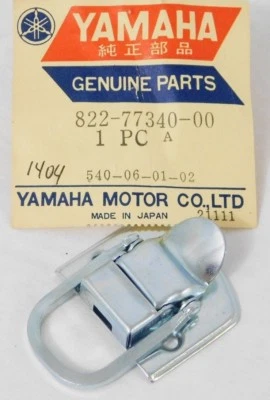 YAMAHA
純正部品
GENUINE PARTS
822-77340-00
1 PC A
1404
540-06-01-02
YAMAHA MOTOR CO.,LTD
MADE IN JAPAN 21111